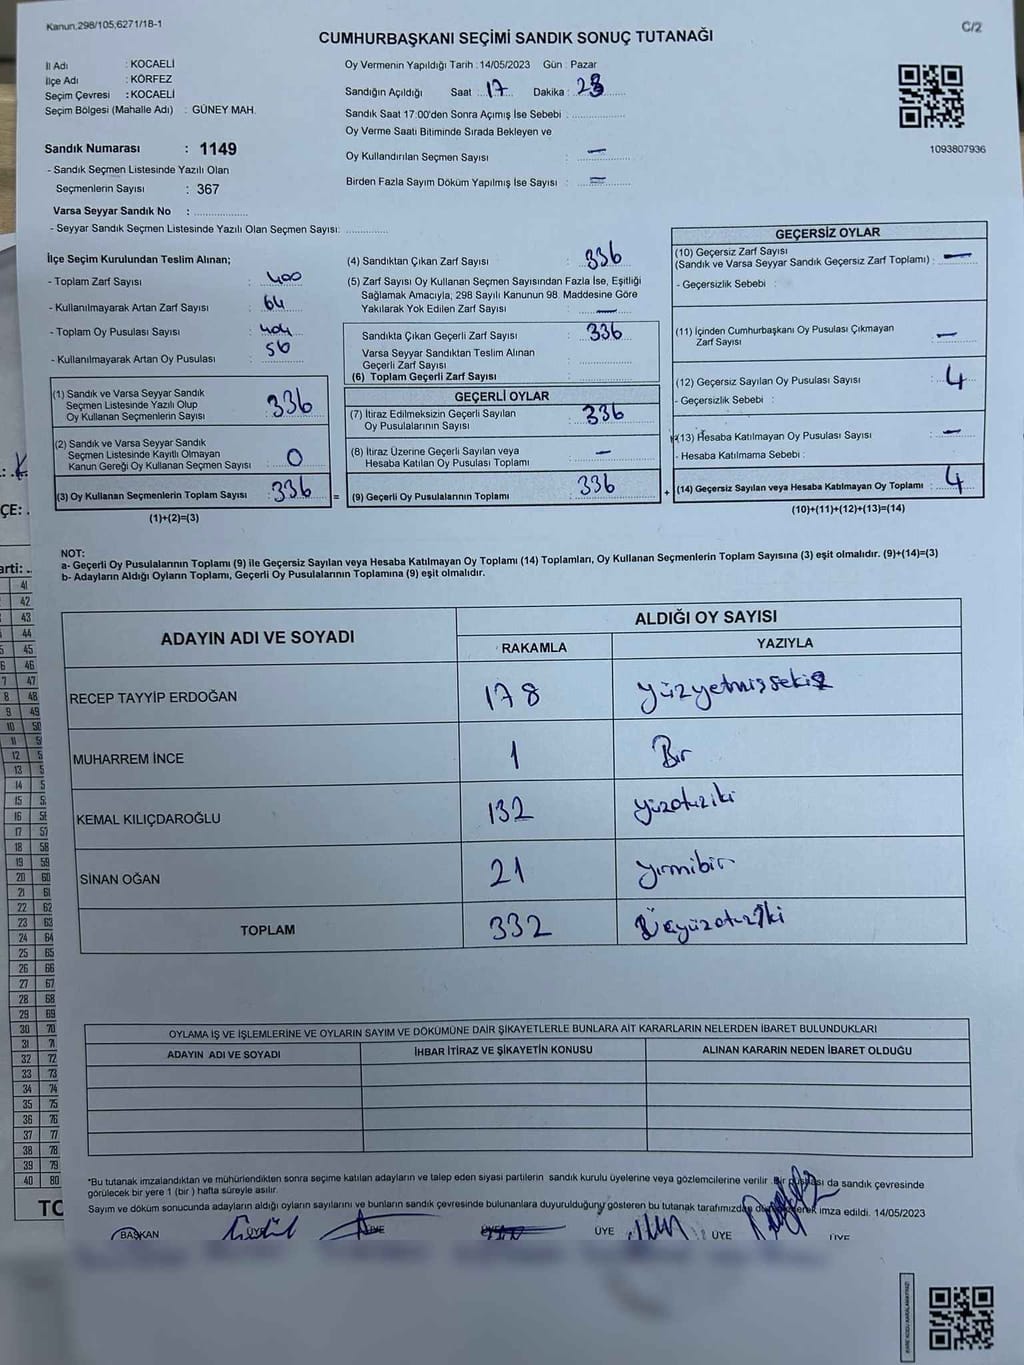 Kanun,298/105,6271/18-1
C/2
CUMHURBAŞKANI SEÇİMİ SANDIK SONUÇ TUTANAĞI
İl Adı : KOCAELİ
İlçe Adı : KÖRFEZ
Seçim Çevresi : KOCAELİ
Seçim Bölgesi (Mahalle Adı) : GÜNEY MAH.
Sandık Numarası : 1149
- Sandık Seçmen Listesinde Yazılı Olan
Seçmenlerin Sayısı : 367
Varsa Seyyar Sandık No : ..................
- Seyyar Sandık Seçmen Listesinde Yazılı Olan Seçmen Sayısı: ..............
Oy Vermenin Yapıldığı Tarih : 14/05/2023 Gün : Pazar
Sandığın Açıldığı Saat 17 Dakika : 23
Sandık Saat 17:00'den Sonra Açımış İse Sebebi : ..................
Oy Verme Saati Bitiminde Sırada Bekleyen ve
Oy Kullandırılan Seçmen Sayısı : —
Birden Fazla Sayım Döküm Yapılmış İse Sayısı : =
1093807936
İlçe Seçim Kurulundan Teslim Alınan;
- Toplam Zarf Sayısı : 400
- Kullanılmayarak Artan Zarf Sayısı : 64
- Toplam Oy Pusulası Sayısı : 404
- Kullanılmayarak Artan Oy Pusulası : 56
(1) Sandık ve Varsa Seyyar Sandık
Seçmen Listesinde Yazılı Olup
Oy Kullanan Seçmenlerin Sayısı : 336
(2) Sandık ve Varsa Seyyar Sandık
Seçmen Listesinde Kayıtlı Olmayan
Kanun Gereği Oy Kullanan Seçmen Sayısı : 0
(3) Oy Kullanan Seçmenlerin Toplam Sayısı : 336
(1)+(2)=(3)
(4) Sandıktan Çıkan Zarf Sayısı : 336
(5) Zarf Sayısı Oy Kullanan Seçmen Sayısından Fazla İse, Eşitliği
Sağlamak Amacıyla, 298 Sayılı Kanunun 98. Maddesine Göre
Yakılarak Yok Edilen Zarf Sayısı : —
Sandıkta Çıkan Geçerli Zarf Sayısı : 336
Varsa Seyyar Sandıktan Teslim Alınan
Geçerli Zarf Sayısı :
(6) Toplam Geçerli Zarf Sayısı :
GEÇERLİ OYLAR
(7) İtiraz Edilmeksizin Geçerli Sayılan
Oy Pusulalarının Sayısı : 336
(8) İtiraz Üzerine Geçerli Sayılan veya
Hesaba Katılan Oy Pusulası Toplamı : —
= (9) Geçerli Oy Pusulalarının Toplamı : 336
GEÇERSİZ OYLAR
(10) Geçersiz Zarf Sayısı
(Sandık ve Varsa Seyyar Sandık Geçersiz Zarf Toplamı) : —
- Geçersizlik Sebebi :
(11) İçinden Cumhurbaşkanı Oy Pusulası Çıkmayan
Zarf Sayısı : —
(12) Geçersiz Sayılan Oy Pusulası Sayısı : 4
- Geçersizlik Sebebi :
(13) Hesaba Katılmayan Oy Pusulası Sayısı : —
- Hesaba Katılmama Sebebi :
+ (14) Geçersiz Sayılan veya Hesaba Katılmayan Oy Toplamı : 4
(10)+(11)+(12)+(13)=(14)
NOT:
a- Geçerli Oy Pusulalarının Toplamı (9) ile Geçersiz Sayılan veya Hesaba Katılmayan Oy Toplamı (14) Toplamları, Oy Kullanan Seçmenlerin Toplam Sayısına (3) eşit olmalıdır. (9)+(14)=(3)
b- Adayların Aldığı Oyların Toplamı, Geçerli Oy Pusulalarının Toplamına (9) eşit olmalıdır.
ADAYIN ADI VE SOYADI
ALDIĞI OY SAYISI
RAKAMLA YAZIYLA
RECEP TAYYİP ERDOĞAN 178 yüzyetmişsekiz
MUHARREM İNCE 1 Bir
KEMAL KILIÇDAROĞLU 132 yüzotuziki
SİNAN OĞAN 21 yirmibir
TOPLAM 332 Üçyüzotuziki
OYLAMA İŞ VE İŞLEMLERİNE VE OYLARIN SAYIM VE DÖKÜMÜNE DAİR ŞİKAYETLERLE BUNLARA AİT KARARLARIN NELERDEN İBARET BULUNDUKLARI
ADAYIN ADI VE SOYADI İHBAR İTİRAZ VE ŞİKAYETİN KONUSU ALINAN KARARIN NEDEN İBARET OLDUĞU
*Bu tutanak imzalandıktan ve mühürlendikten sonra seçime katılan adayların ve talep eden siyasi partilerin sandık kurulu üyelerine veya gözlemcilerine verilir. Bir da sandık çevresinde
görülecek bir yere 1 (bir) hafta süreyle asılır.
Sayım ve döküm sonucunda adayların aldığı oyların sayılarını ve bunların sandık çevresinde bulunanlara duyurulduğunu gösteren bu tutanak tarafımızdan imza edildi. 14/05/2023
BAŞKAN ÜYE ÜYE ÜYE ÜYE ÜYE ÜYE